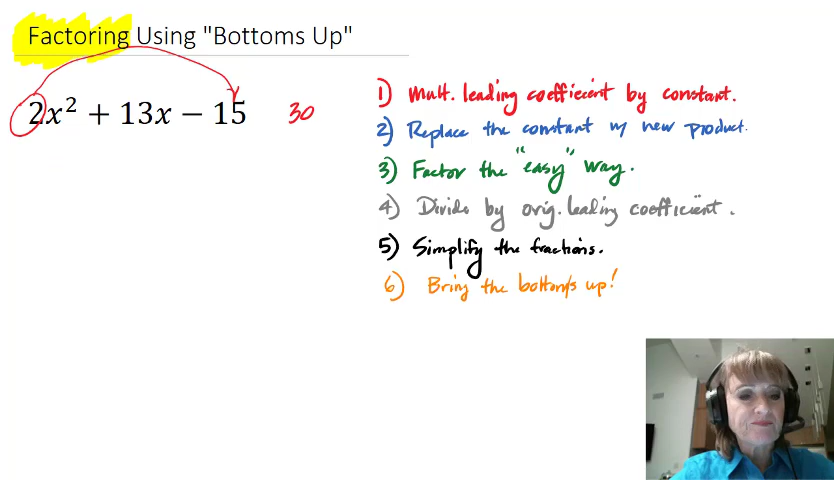 Factoring Using "Bottoms Up"
2x² + 13x − 15 30
1) Mult. leading coefficient by constant.
2) Replace the constant w/ new product.
3) Factor the "easy" way.
4) Divide by orig. leading coefficient.
5) Simplify the fractions.
6) Bring the bottoms up!